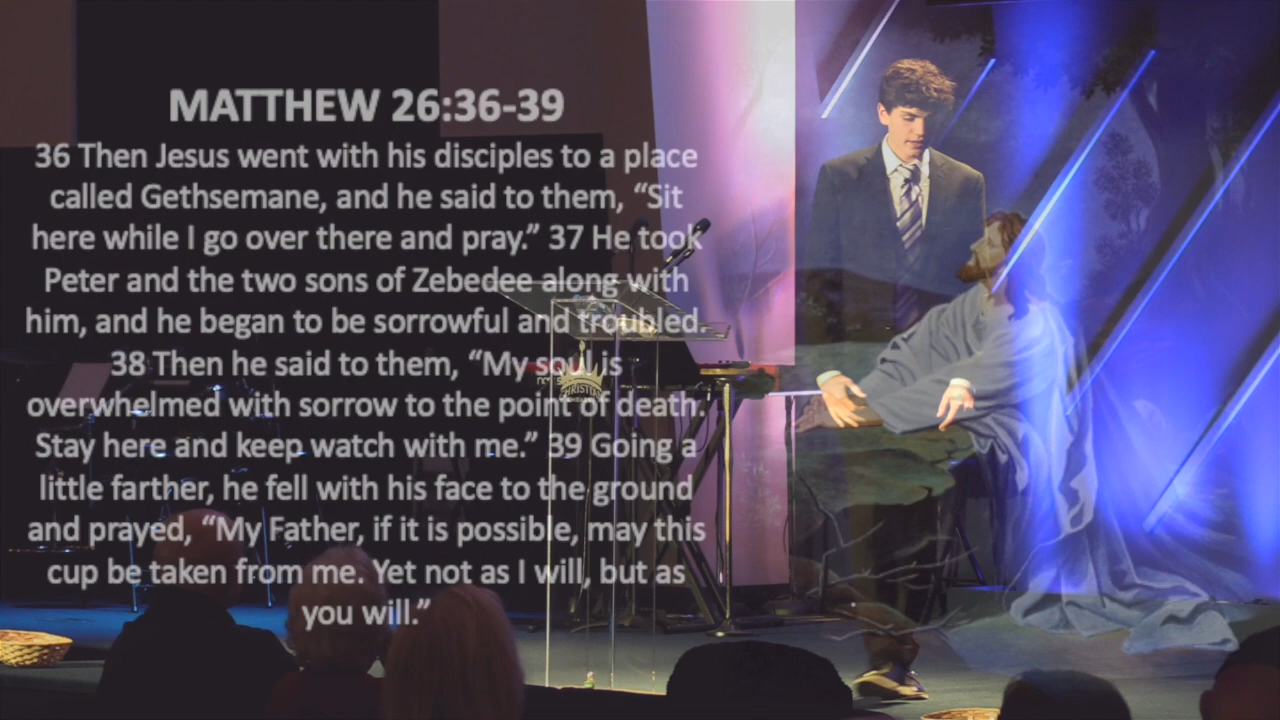 MATTHEW 26:36-39
36 Then Jesus went with his disciples to a place
called Gethsemane, and he said to them, “Sit
here while I go over there and pray.” 37 He took
Peter and the two sons of Zebedee along with
him, and he began to be sorrowful and troubled.
38 Then he said to them, “My soul is
overwhelmed with sorrow to the point of death.
Stay here and keep watch with me.” 39 Going a
little farther, he fell with his face to the ground
and prayed, “My Father, if it is possible, may this
cup be taken from me. Yet not as I will, but as
you will.”